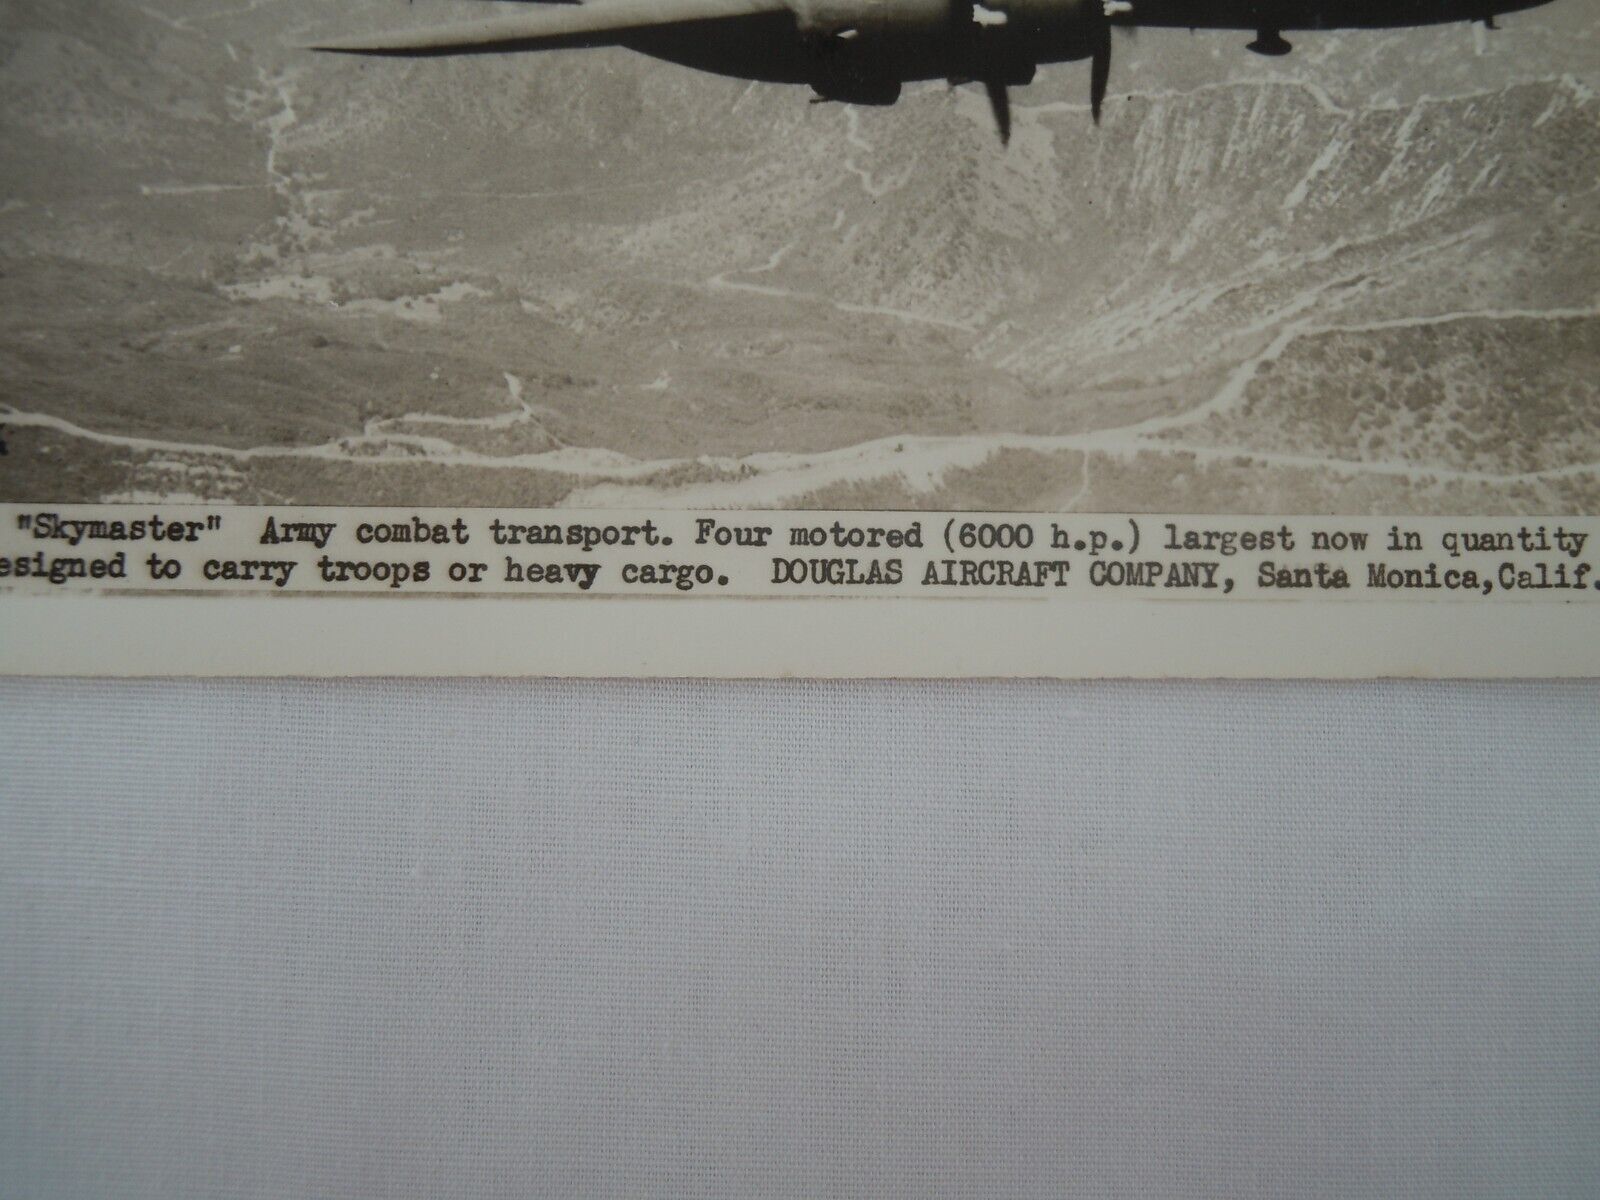 "Skymaster" Army combat transport. Four motored (6000 h.p.) largest now in quantity
esigned to carry troops or heavy cargo. DOUGLAS AIRCRAFT COMPANY, Santa Monica,Calif.